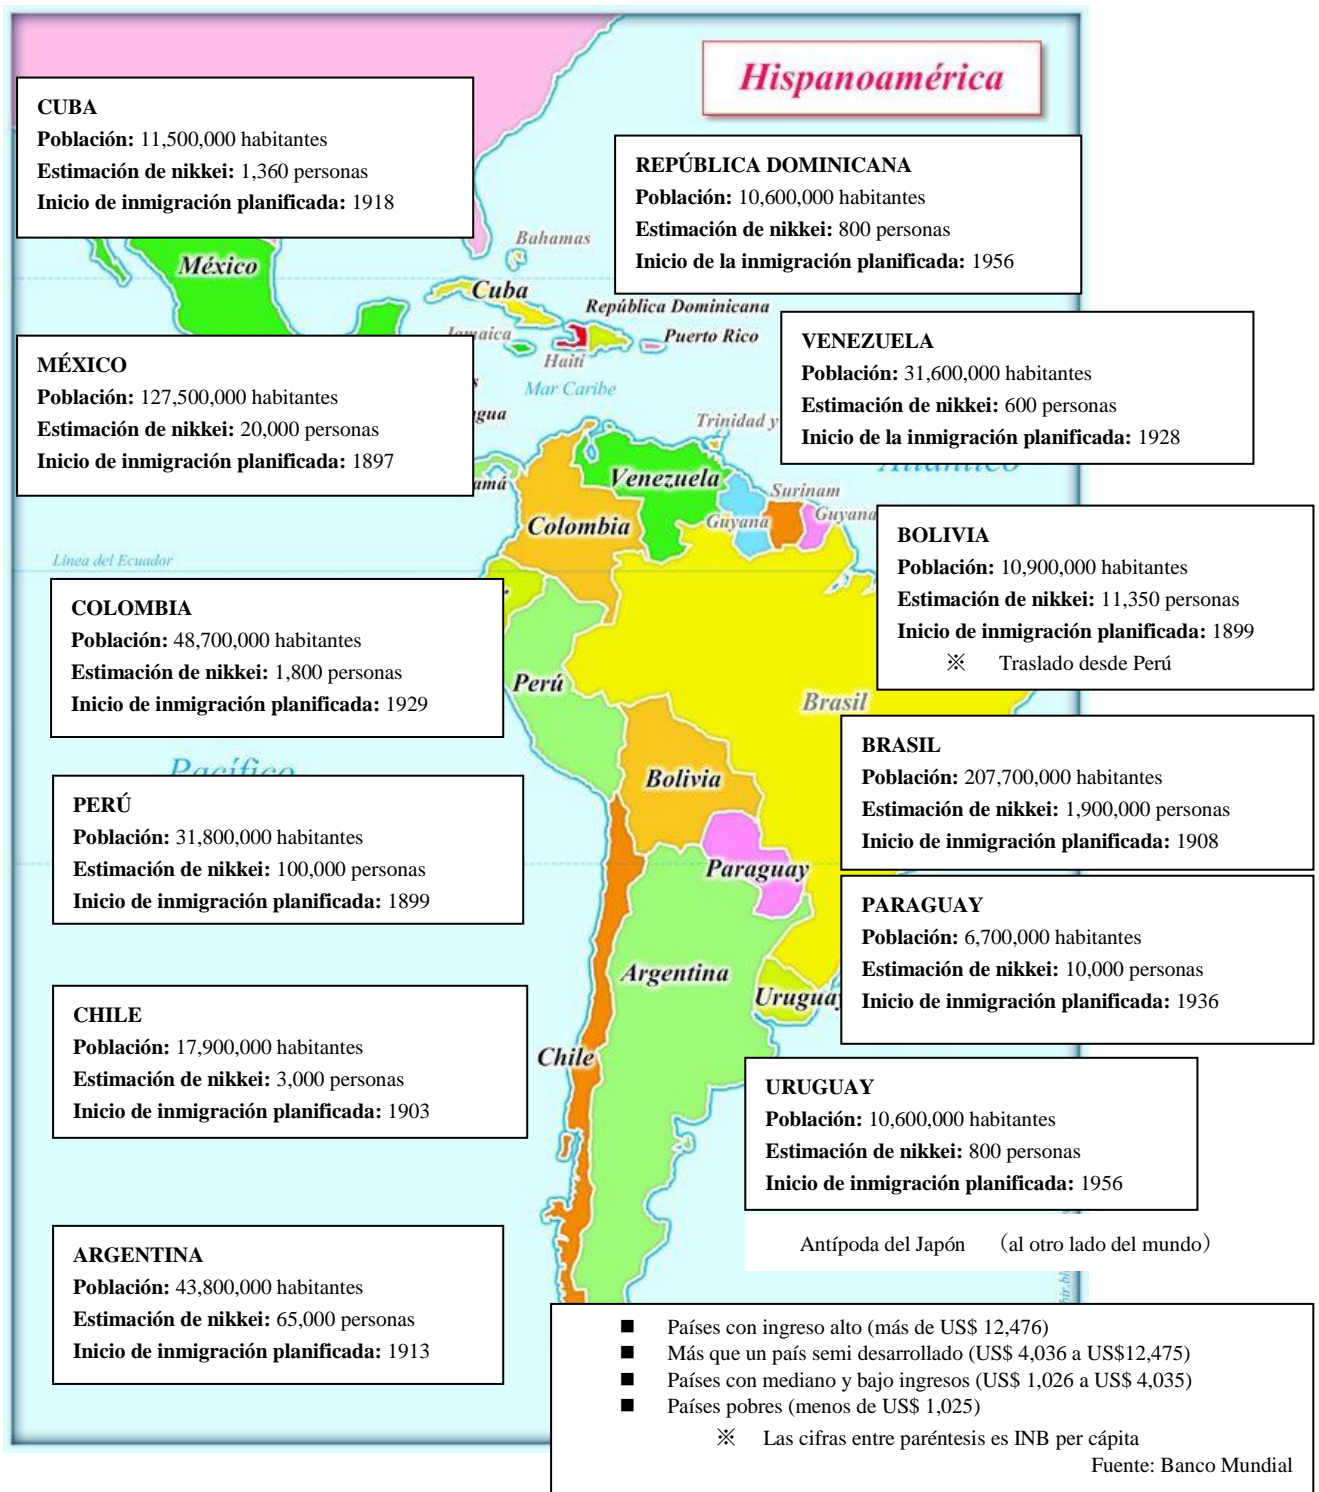 Hispanoamérica
CUBA
Población: 11,500,000 habitantes
Estimación de nikkei: 1,360 personas
Inicio de inmigración planificada: 1918
REPÚBLICA DOMINICANA
Población: 10,600,000 habitantes
Estimación de nikkei: 800 personas
Inicio de la inmigración planificada: 1956
Bahamas
México
Cuba
República Dominicana
Jamaica
Puerto Rico
Haití
Mar Caribe
MÉXICO
Población: 127,500,000 habitantes
Estimación de nikkei: 20,000 personas
Inicio de inmigración planificada: 1897
VENEZUELA
Población: 31,600,000 habitantes
Estimación de nikkei: 600 personas
Inicio de la inmigración planificada: 1928
agua
Trinidad y
amá
Atlántico
Venezuela
Surinam
Colombia
Guyana
Guyana
Línea del Ecuador
BOLIVIA
Población: 10,900,000 habitantes
Estimación de nikkei: 11,350 personas
Inicio de inmigración planificada: 1899
※ Traslado desde Perú
COLOMBIA
Población: 48,700,000 habitantes
Estimación de nikkei: 1,800 personas
Inicio de inmigración planificada: 1929
Perú
Brasil
Pacífico
Bolivia
BRASIL
Población: 207,700,000 habitantes
Estimación de nikkei: 1,900,000 personas
Inicio de inmigración planificada: 1908
PERÚ
Población: 31,800,000 habitantes
Estimación de nikkei: 100,000 personas
Inicio de inmigración planificada: 1899
Paraguay
PARAGUAY
Población: 6,700,000 habitantes
Estimación de nikkei: 10,000 personas
Inicio de inmigración planificada: 1936
Argentina
Uruguay
CHILE
Población: 17,900,000 habitantes
Estimación de nikkei: 3,000 personas
Inicio de inmigración planificada: 1903
Chile
URUGUAY
Población: 10,600,000 habitantes
Estimación de nikkei: 800 personas
Inicio de inmigración planificada: 1956
Antípoda del Japón （al otro lado del mundo）
ARGENTINA
Población: 43,800,000 habitantes
Estimación de nikkei: 65,000 personas
Inicio de inmigración planificada: 1913
■ Países con ingreso alto (más de US$ 12,476)
■ Más que un país semi desarrollado (US$ 4,036 a US$12,475)
■ Países con mediano y bajo ingresos (US$ 1,026 a US$ 4,035)
■ Países pobres (menos de US$ 1,025)
※ Las cifras entre paréntesis es INB per cápita
Fuente: Banco Mundial